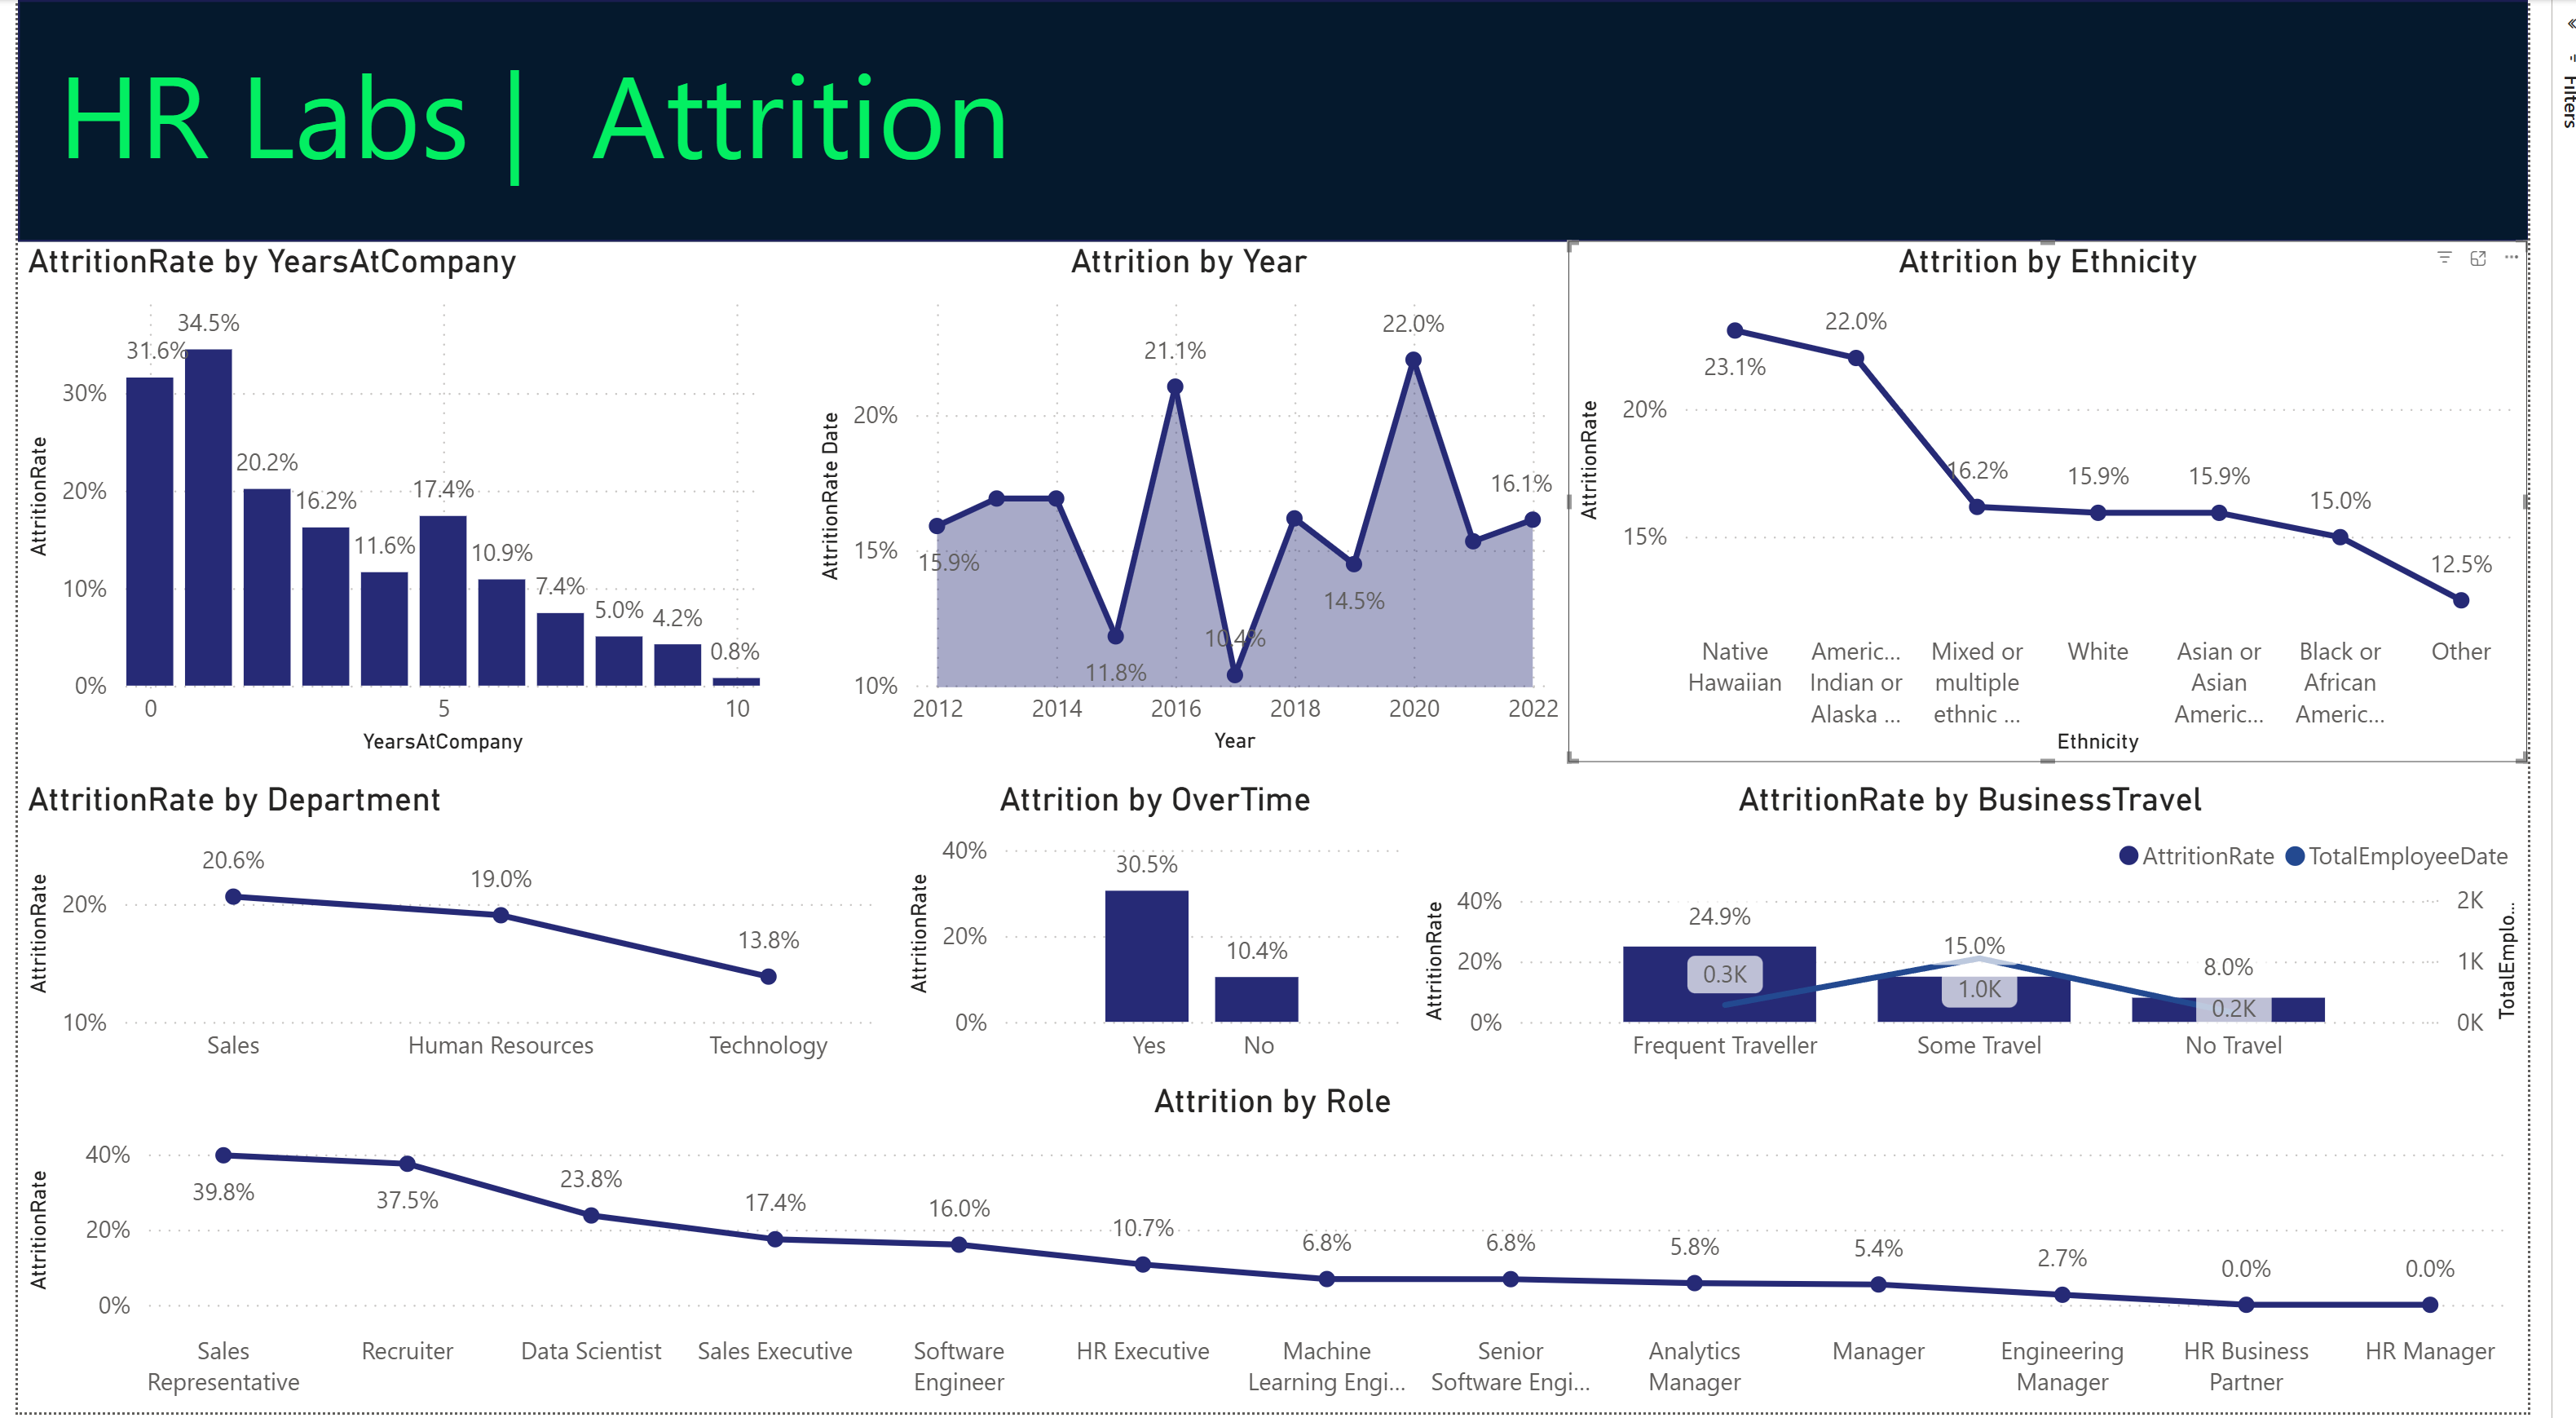 HR Labs | Attrition
Filters
AttritionRate by YearsAtCompany
AttritionRate
30%
20%
10%
0%
31.6%
34.5%
20.2%
16.2%
11.6%
17.4%
10.9%
7.4%
5.0%
4.2%
0.8%
0
5
10
YearsAtCompany
Attrition by Year
AttritionRate Date
20%
15%
10%
15.9%
11.8%
21.1%
10.4%
14.5%
22.0%
16.1%
2012
2014
2016
2018
2020
2022
Year
Attrition by Ethnicity
AttritionRate
20%
15%
23.1%
22.0%
16.2%
15.9%
15.9%
15.0%
12.5%
Native
Hawaiian
Americ...
Indian or
Alaska ...
Mixed or
multiple
ethnic ...
White
Asian or
Asian
Americ...
Black or
African
Americ...
Other
Ethnicity
AttritionRate by Department
AttritionRate
20%
10%
20.6%
19.0%
13.8%
Sales
Human Resources
Technology
Attrition by OverTime
AttritionRate
40%
20%
0%
30.5%
10.4%
Yes
No
AttritionRate by BusinessTravel
AttritionRate
TotalEmployeeDate
AttritionRate
40%
20%
0%
24.9%
15.0%
8.0%
0.3K
1.0K
0.2K
2K
1K
0K
TotalEmplo...
Frequent Traveller
Some Travel
No Travel
Attrition by Role
AttritionRate
40%
20%
0%
39.8%
37.5%
23.8%
17.4%
16.0%
10.7%
6.8%
6.8%
5.8%
5.4%
2.7%
0.0%
0.0%
Sales
Representative
Recruiter
Data Scientist
Sales Executive
Software
Engineer
HR Executive
Machine
Learning Engi...
Senior
Software Engi...
Analytics
Manager
Manager
Engineering
Manager
HR Business
Partner
HR Manager